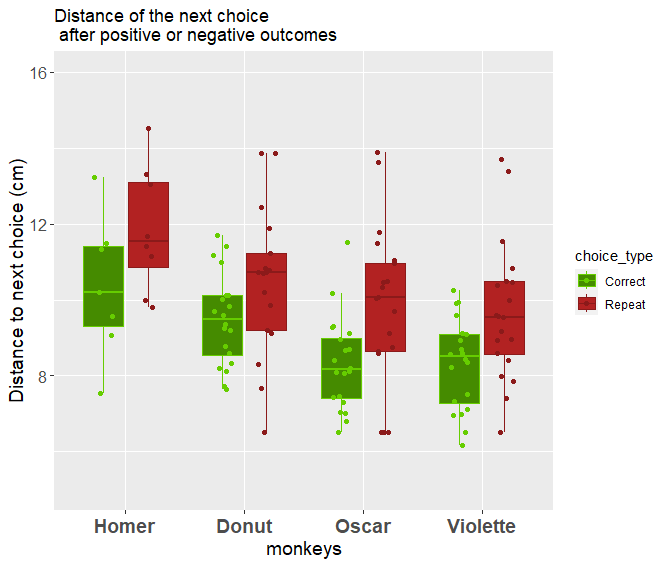 Distance of the next choice
after positive or negative outcomes
Distance to next choice (cm)
16
12
8
Homer Donut Oscar Violette
monkeys
choice_type
Correct
Repeat